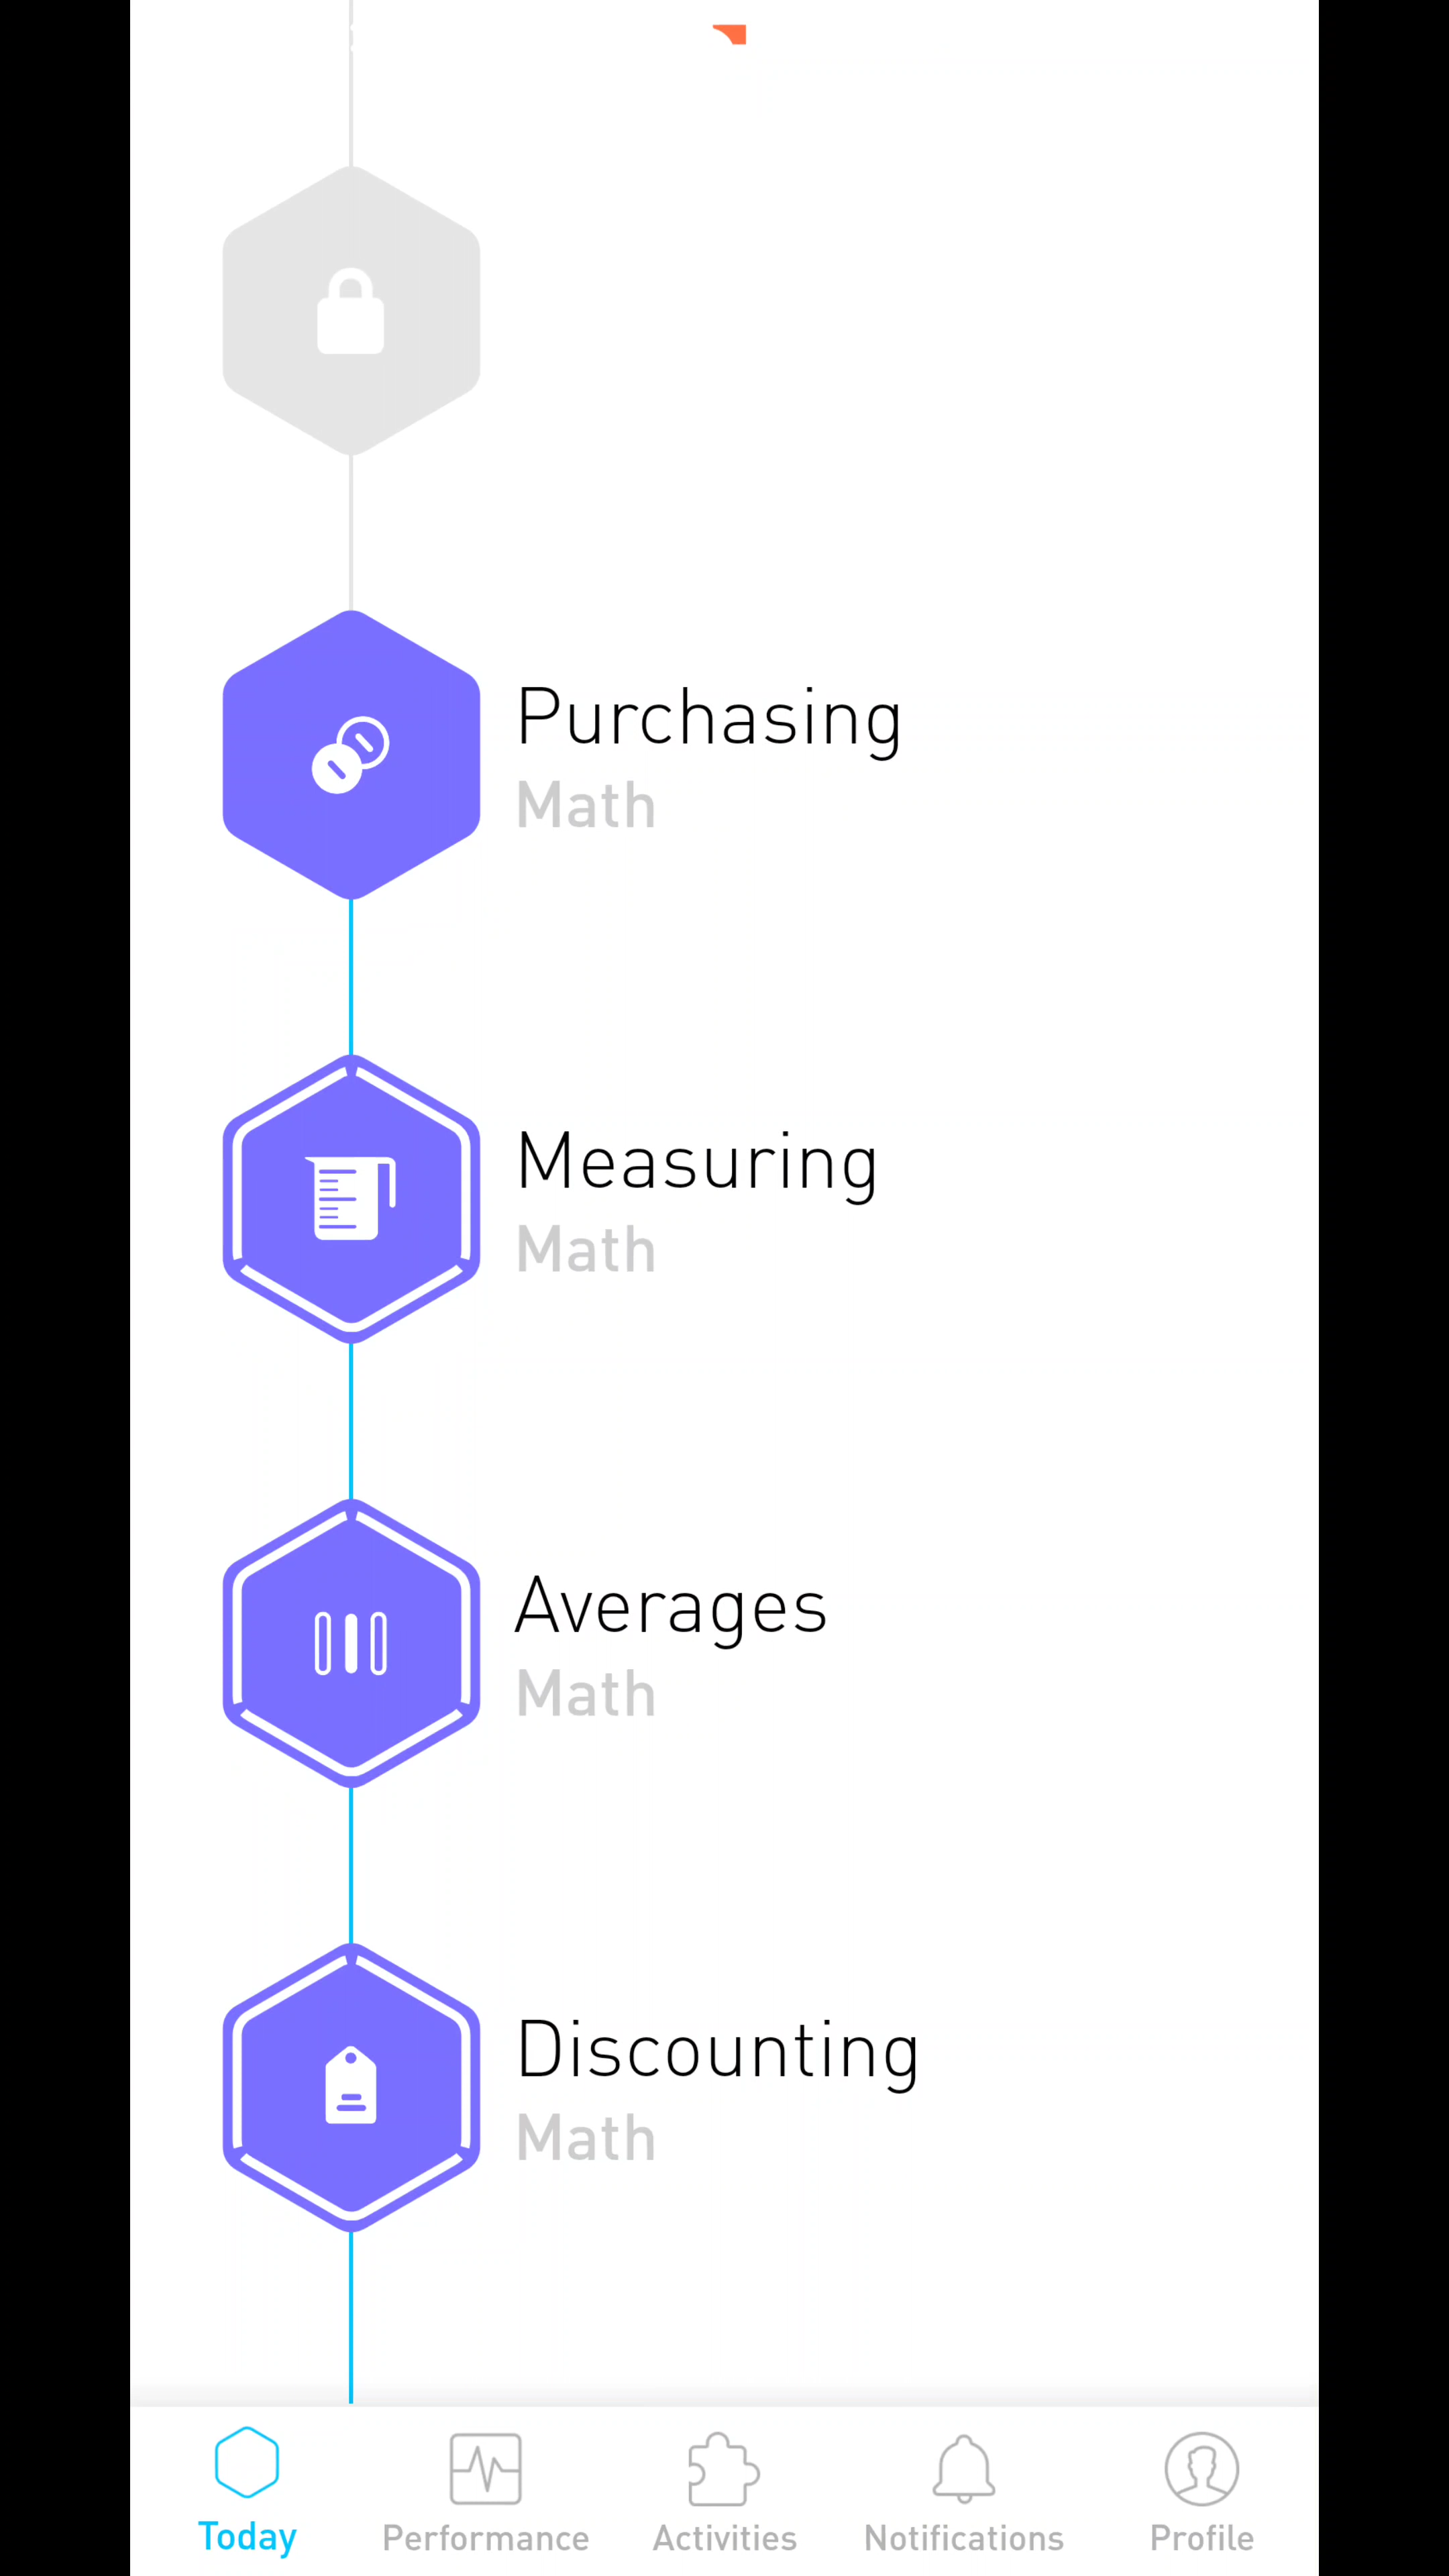 Purchasing
Math
Measuring
Math
Averages
Math
Discounting
Math
Today Performance Activities Notifications Profile